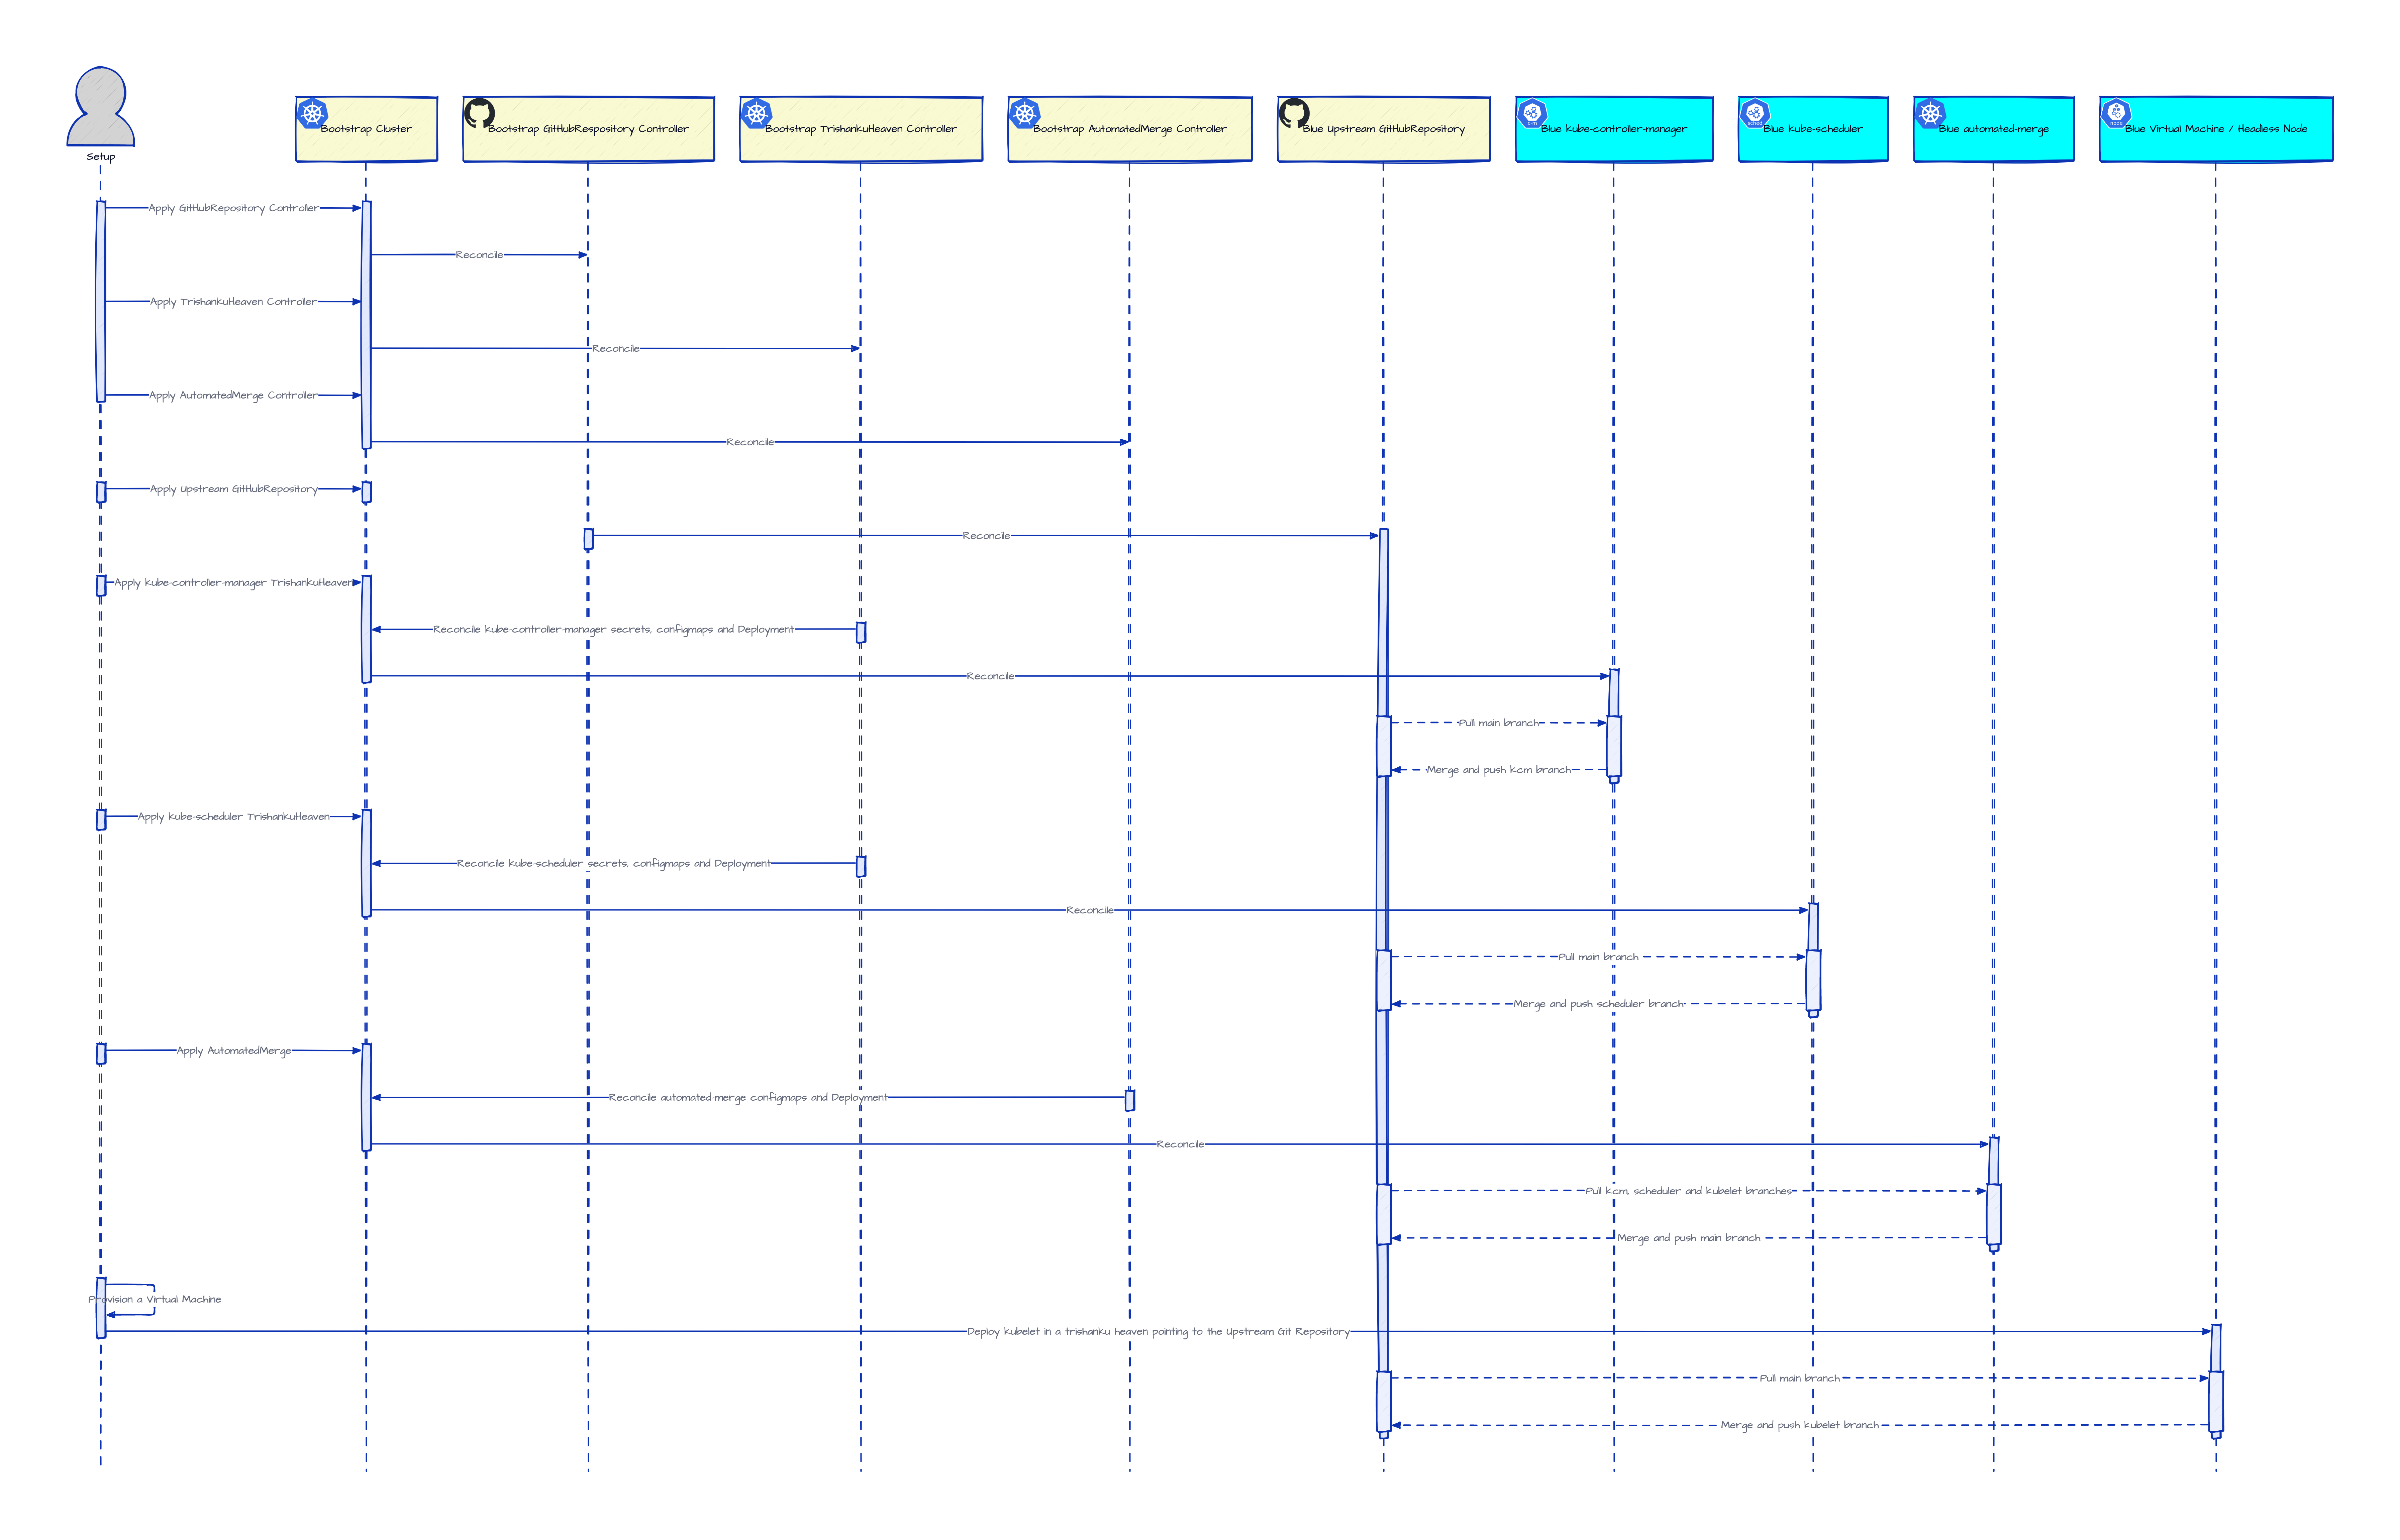 Setup
Bootstrap Cluster
Bootstrap GitHubRespository Controller
Bootstrap TrishankuHeaven Controller
Bootstrap AutomatedMerge Controller
Blue Upstream GitHubRepository
c-m
Blue kube-controller-manager
sched
Blue kube-scheduler
Blue automated-merge
node
Blue Virtual Machine / Headless Node
Apply GitHubRepository Controller
Reconcile
Apply TrishankuHeaven Controller
Reconcile
Apply AutomatedMerge Controller
Reconcile
Apply Upstream GitHubRepository
Reconcile
Apply kube-controller-manager TrishankuHeaven
Reconcile kube-controller-manager secrets, configmaps and Deployment
Reconcile
Pull main branch
Merge and push kcm branch
Apply kube-scheduler TrishankuHeaven
Reconcile kube-scheduler secrets, configmaps and Deployment
Reconcile
Pull main branch
Merge and push scheduler branch
Apply AutomatedMerge
Reconcile automated-merge configmaps and Deployment
Reconcile
Pull kcm, scheduler and kubelet branches
Merge and push main branch
Provision a Virtual Machine
Deploy kubelet in a trishanku heaven pointing to the Upstream Git Repository
Pull main branch
Merge and push kubelet branch